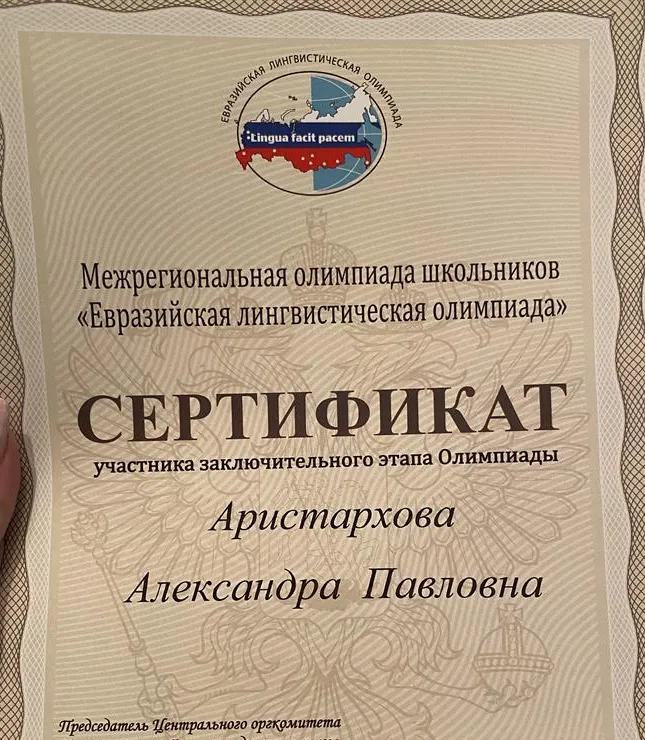 ЕВРАЗИЙСКАЯ ЛИНГВИСТИЧЕСКАЯ ОЛИМПИАДА
Lingua facit pacem
Межрегиональная олимпиада школьников
«Евразийская лингвистическая олимпиада»
СЕРТИФИКАТ
участника заключительного этапа Олимпиады
Аристархова
Александра Павловна
Председатель Центрального оргкомитета